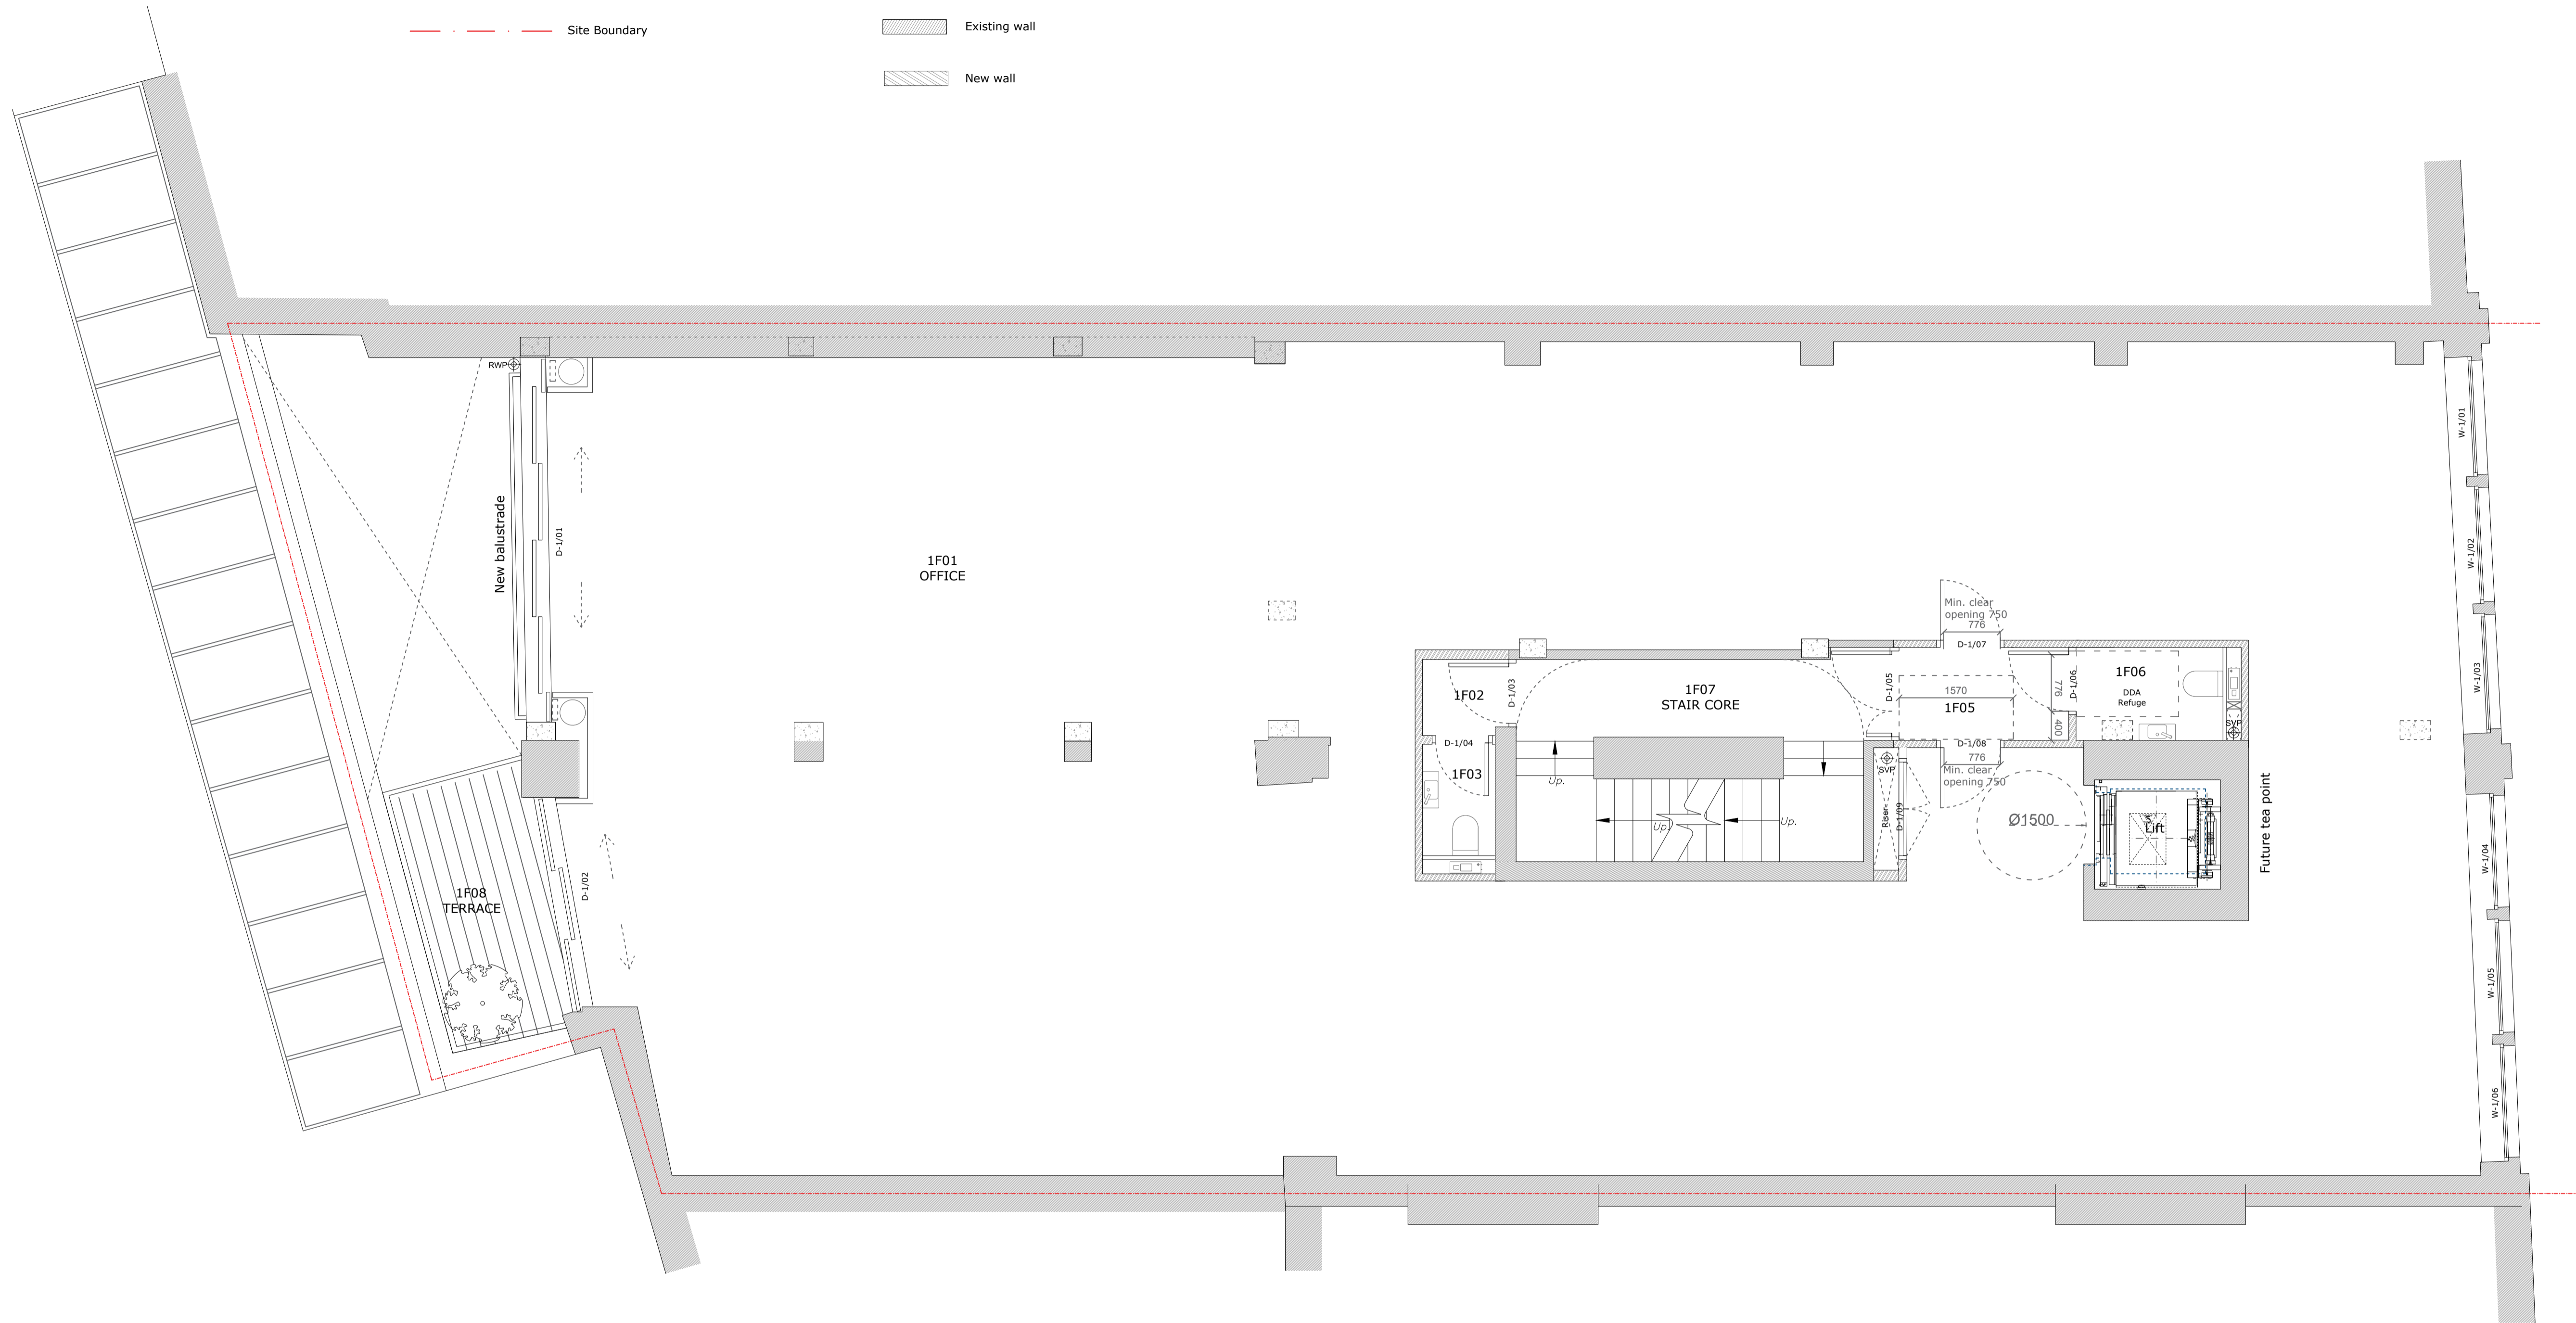 Site Boundary
Existing wall
New wall
RWP
New balustrade
D-1/01
D-1/02
1F01
OFFICE
1F08
TERRACE
1F02
D-1/03
D-1/04
1F03
1F07
STAIR CORE
Up.
Up.
Up.
D-1/05
SVP
Riser
D-1/09
Min. clear
opening 750
776
D-1/07
1570
1F05
D-1/08
776
Min. clear
opening 750
776
400
D-1/06
1F06
DDA
Refuge
SVP
Ø1500
Lift
Future tea point
W-1/01
W-1/02
W-1/03
W-1/04
W-1/05
W-1/06